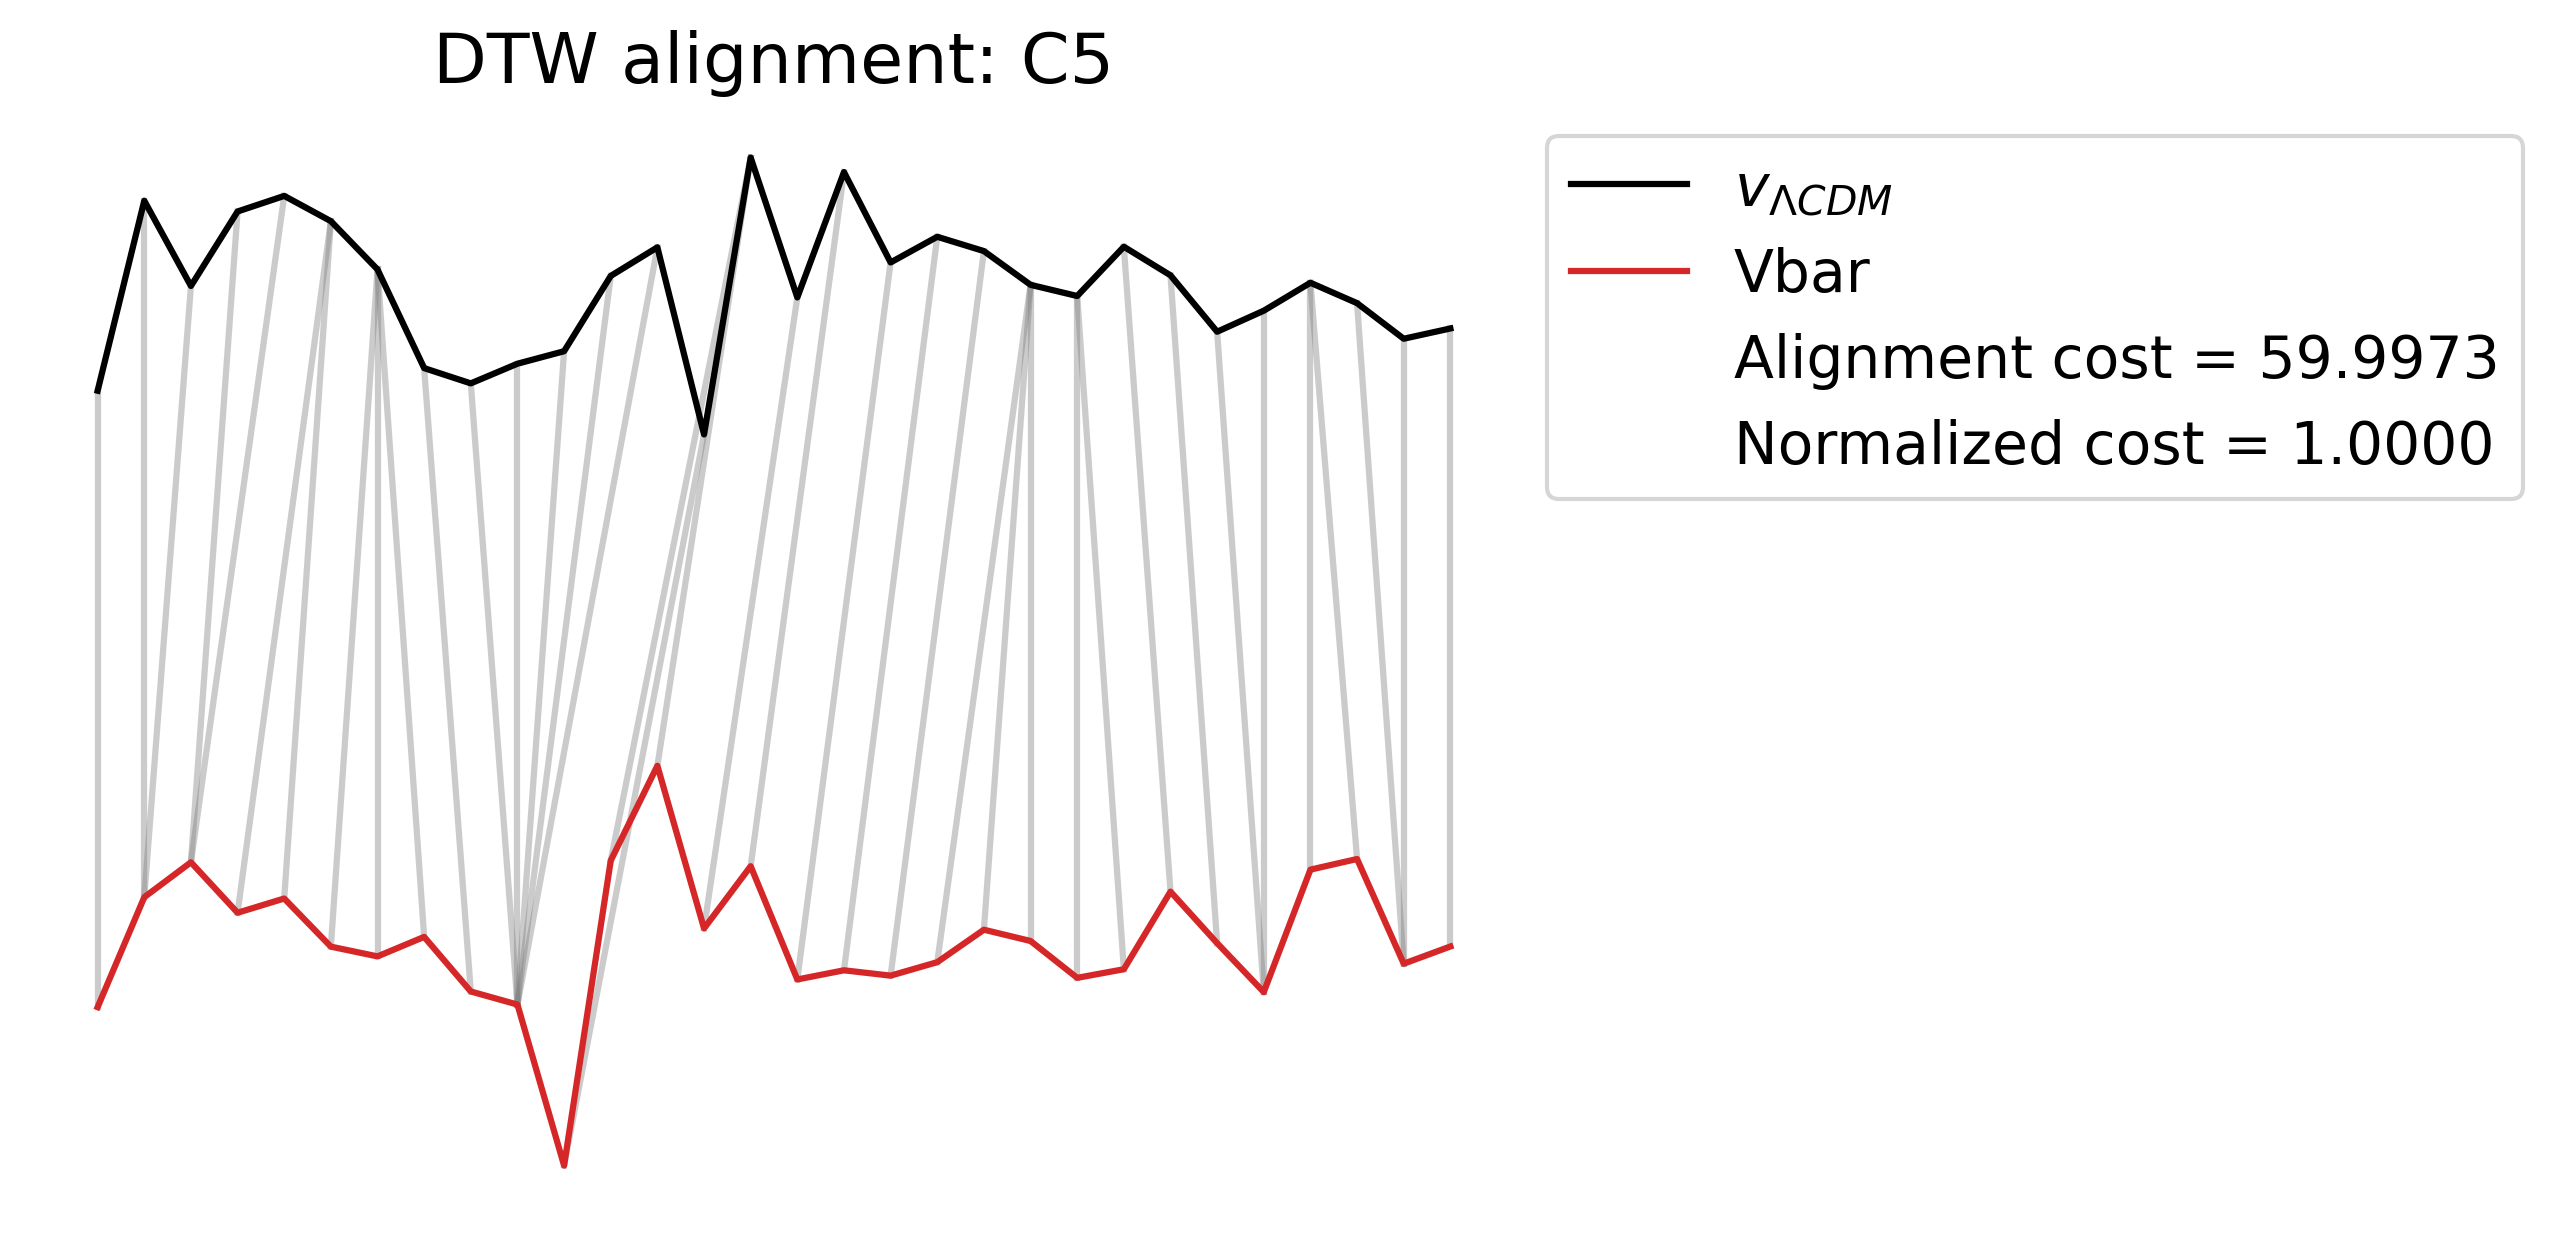 DTW alignment: C5
v_ΛCDM
Vbar
Alignment cost = 59.9973
Normalized cost = 1.0000